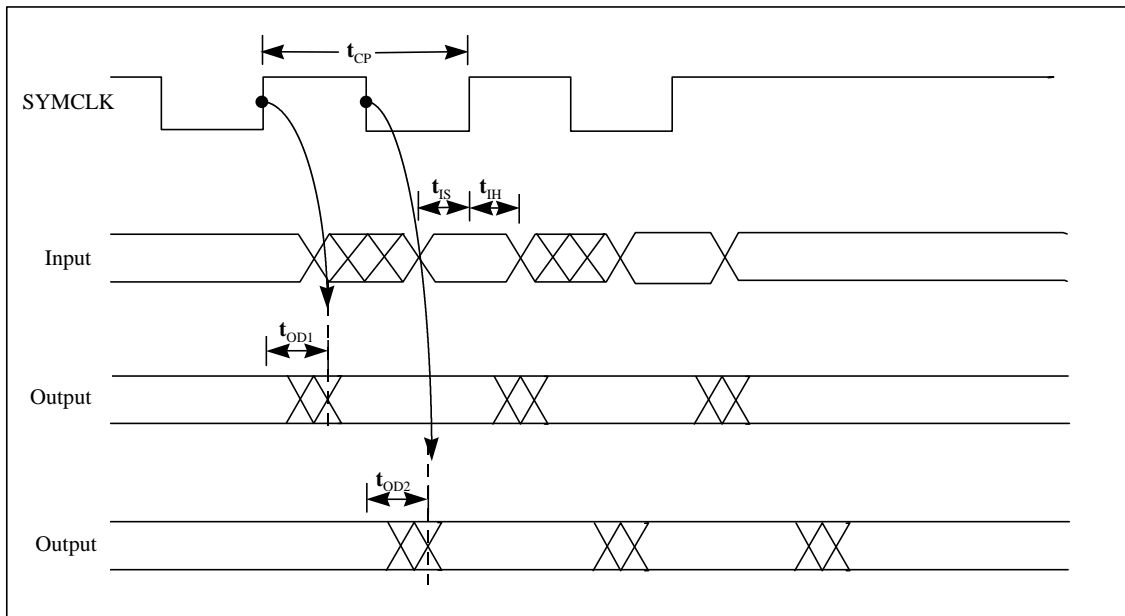 tCP
SYMCLK
tIS tIH
Input
tOD1
Output
tOD2
Output